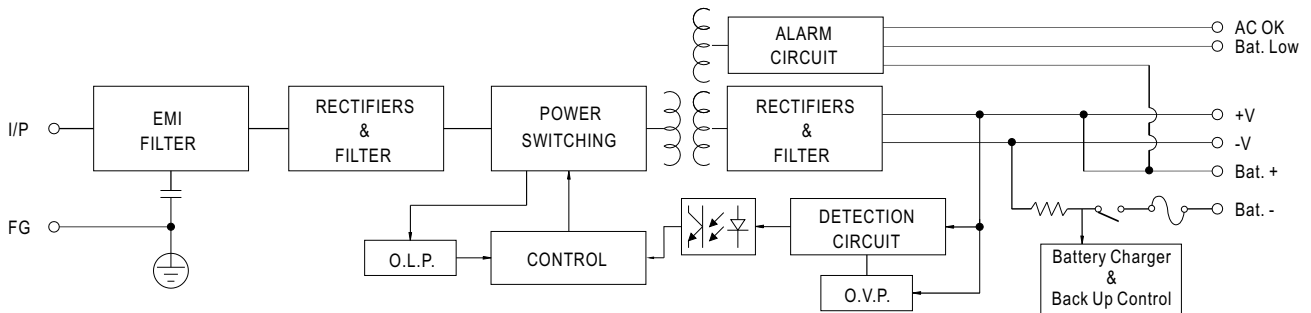 ALARM
CIRCUIT
AC OK
Bat. Low
I/P
EMI
FILTER
RECTIFIERS
&
FILTER
POWER
SWITCHING
RECTIFIERS
&
FILTER
+V
-V
Bat. +
Bat. -
FG
O.L.P.
CONTROL
DETECTION
CIRCUIT
O.V.P.
Battery Charger
&
Back Up Control